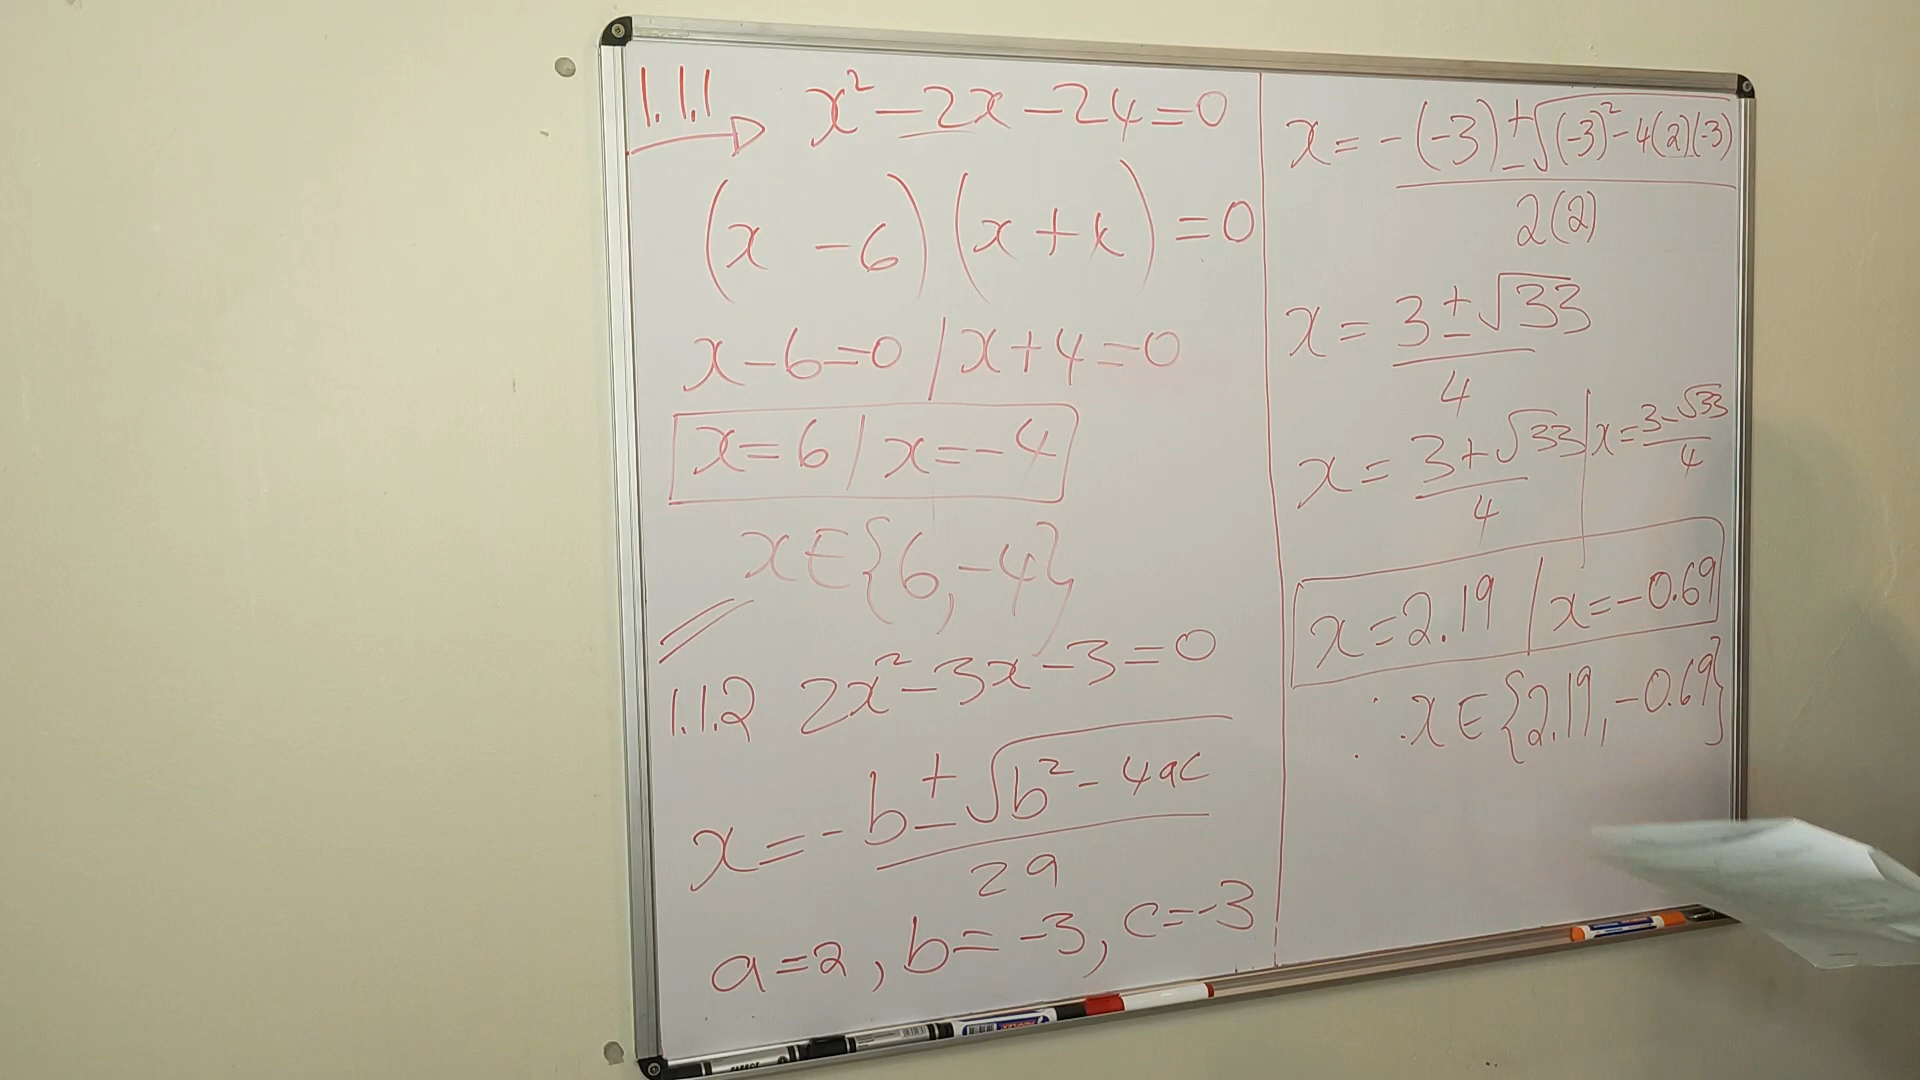 1.1.1 x² - 2x - 24 = 0
(x - 6)(x + 4) = 0
x - 6 = 0 / x + 4 = 0
x = 6 / x = -4
x ∈ {6, -4}
1.1.2 2x² - 3x - 3 = 0
x = -b ± √(b² - 4ac) / 2a
a = 2, b = -3, c = -3
x = -(-3) ± √((-3)² - 4(2)(-3)) / 2(2)
x = 3 ± √33 / 4
x = 3 + √33 / 4 | x = 3 - √33 / 4
x = 2.19 / x = -0.69
∴ x ∈ {2.19, -0.69}